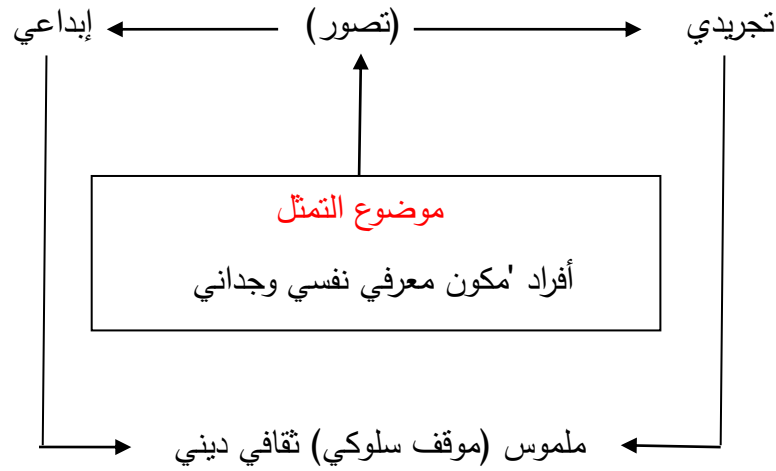 تجريدي (تصور) إبداعي
موضوع التمثل
أفراد 'مكون معرفي نفسي وجداني
ملموس (موقف سلوكي) ثقافي ديني